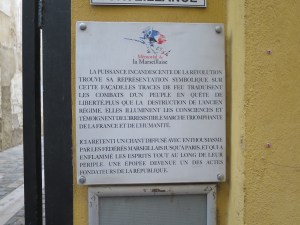 Mémorial de
la Marseillaise
LA PUISSANCE INCANDESCENTE DE LA RÉVOLUTION
TROUVE SA REPRÉSENTATION SYMBOLIQUE SUR
CETTE FAÇADE. LES TRACES DE FEU TRADUISENT
LES COMBATS D'UN PEUPLE EN QUÊTE DE
LIBERTÉ. PLUS QUE LA DESTRUCTION DE L'ANCIEN
REGIME, ELLES ILLUMINENT LES CONSCIENCES ET
TÉMOIGNENT DE L'IRRÉSISTIBLE MARCHE TRIOMPHANTE
DE LA FRANCE ET DE L'HUMANITÉ.
ICI A RETENTI UN CHANT DIFFUSÉ AVEC ENTHOUSIASME
PAR LES FÉDÉRÉS MARSEILLAIS JUSQU'À PARIS, ET QUI A
ENFLAMMÉ LES ESPRITS TOUT AU LONG DE LEUR
PÉRIPLE. UNE ÉPOPÉE DEVENUE UN DES ACTES
FONDATEURS DE LA RÉPUBLIQUE.